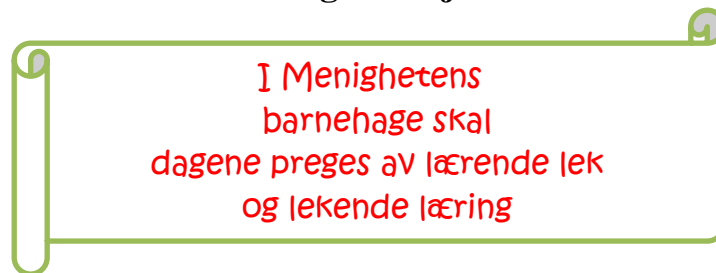 I Menighetens
barnehage skal
dagene preges av lærende lek
og lekende læring